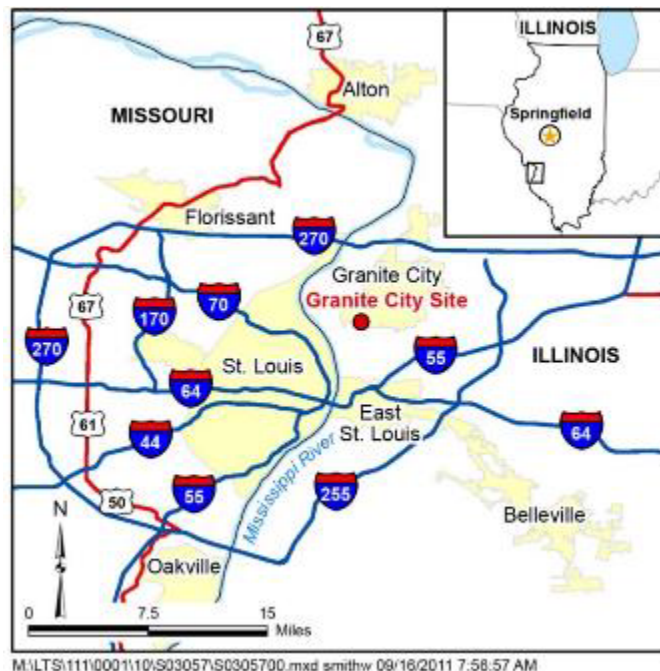 67
ILLINOIS
Alton
MISSOURI
Springfield
Florissant
270
Granite City
Granite City Site
67
170
70
270
55
ILLINOIS
St. Louis
64
East
St. Louis
61
44
64
Mississippi River
50
55
255
Belleville
N
Oakville
0
7.5
15
Miles
M:\LTS\111\0001\10\S03057\S0305700.mxd smithw 09/16/2011 7:58:57 AM